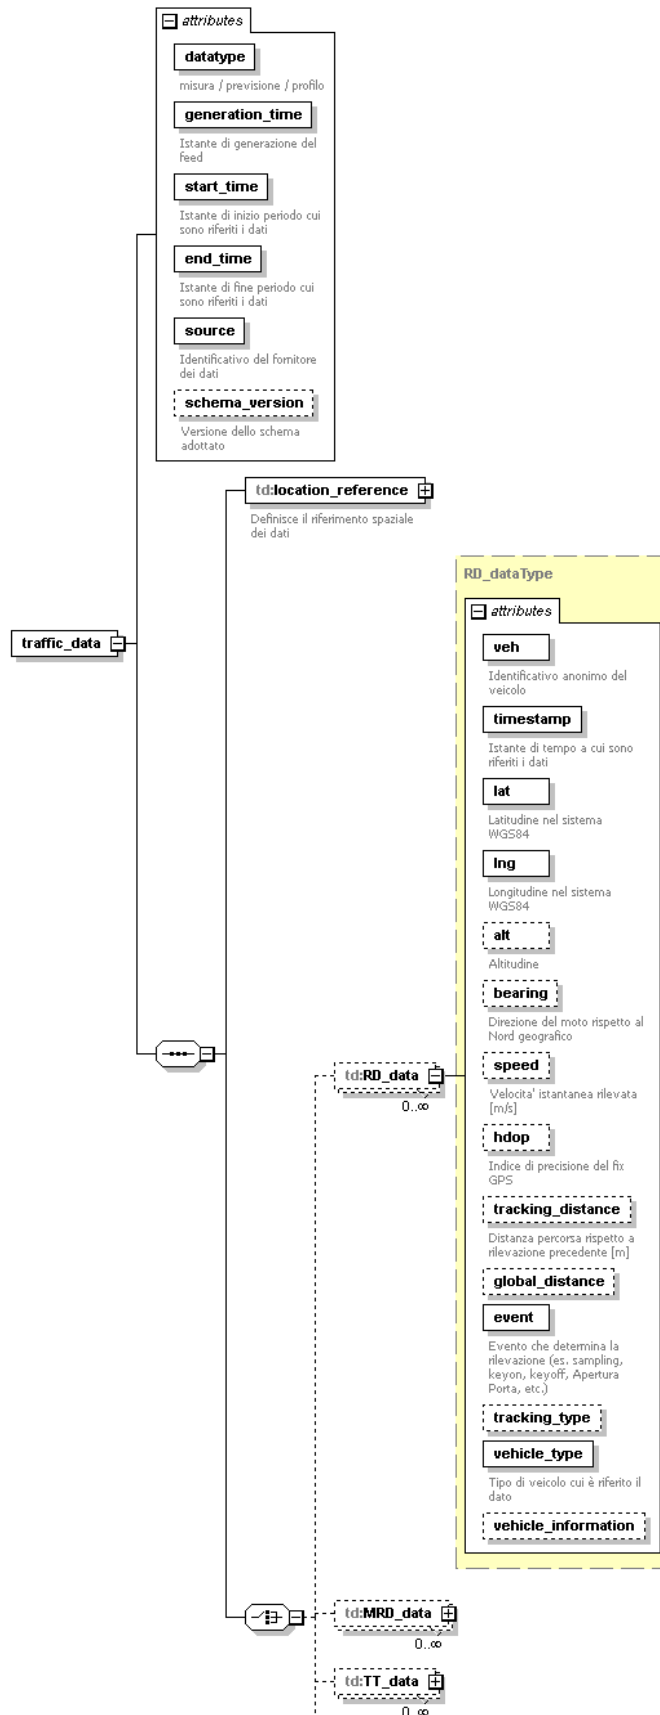 attributes
datatype
misura / previsione / profilo
generation_time
Istante di generazione del
feed
start_time
Istante di inizio periodo cui
sono riferiti i dati
end_time
Istante di fine periodo cui
sono riferiti i dati
source
Identificativo del fornitore
dei dati
schema_version
Versione dello schema
adottato
td:location_reference
Definisce il riferimento spaziale
dei dati
traffic_data
RD_dataType
attributes
veh
Identificativo anonimo del
veicolo
timestamp
Istante di tempo a cui sono
riferiti i dati
lat
Latitudine nel sistema
WGS84
lng
Longitudine nel sistema
WGS84
alt
Altitudine
bearing
Direzione del moto rispetto al
Nord geografico
td:RD_data
0..∞
speed
Velocita' istantanea rilevata
[m/s]
hdop
Indice di precisione del fix
GPS
tracking_distance
Distanza percorsa rispetto a
rilevazione precedente [m]
global_distance
event
Evento che determina la
rilevazione (es. sampling,
keyon, keyoff, Apertura
Porta, etc.)
tracking_type
vehicle_type
Tipo di veicolo cui è riferito il
dato
vehicle_information
td:MRD_data
0..∞
td:TT_data
0..∞